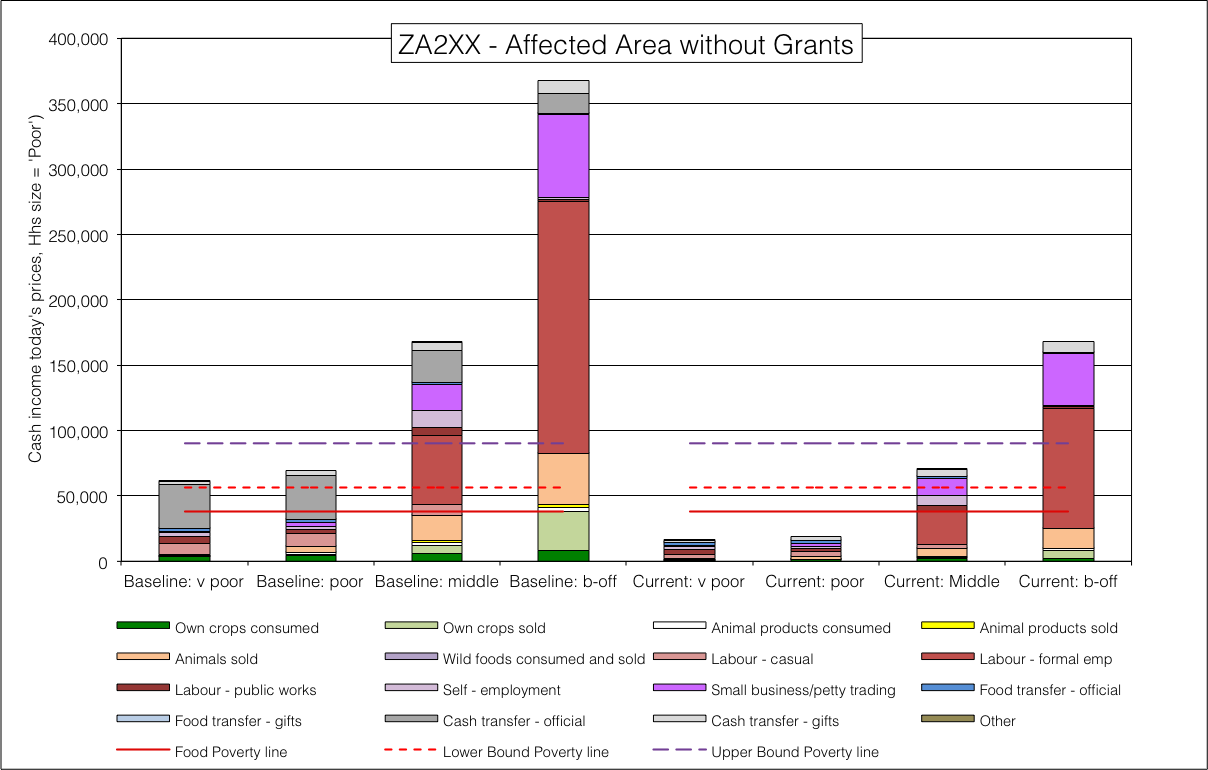 ZA2XX - Affected Area without Grants
Cash income today's prices, Hhs size = 'Poor')
400,000
350,000
300,000
250,000
200,000
150,000
100,000
50,000
0
Baseline: v poor Baseline: poor Baseline: middle Baseline: b-off Current: v poor Current: poor Current: Middle Current: b-off
Own crops consumed Own crops sold Animal products consumed Animal products sold
Animals sold Wild foods consumed and sold Labour - casual Labour - formal emp
Labour - public works Self - employment Small business/petty trading Food transfer - official
Food transfer - gifts Cash transfer - official Cash transfer - gifts Other
Food Poverty line Lower Bound Poverty line Upper Bound Poverty line